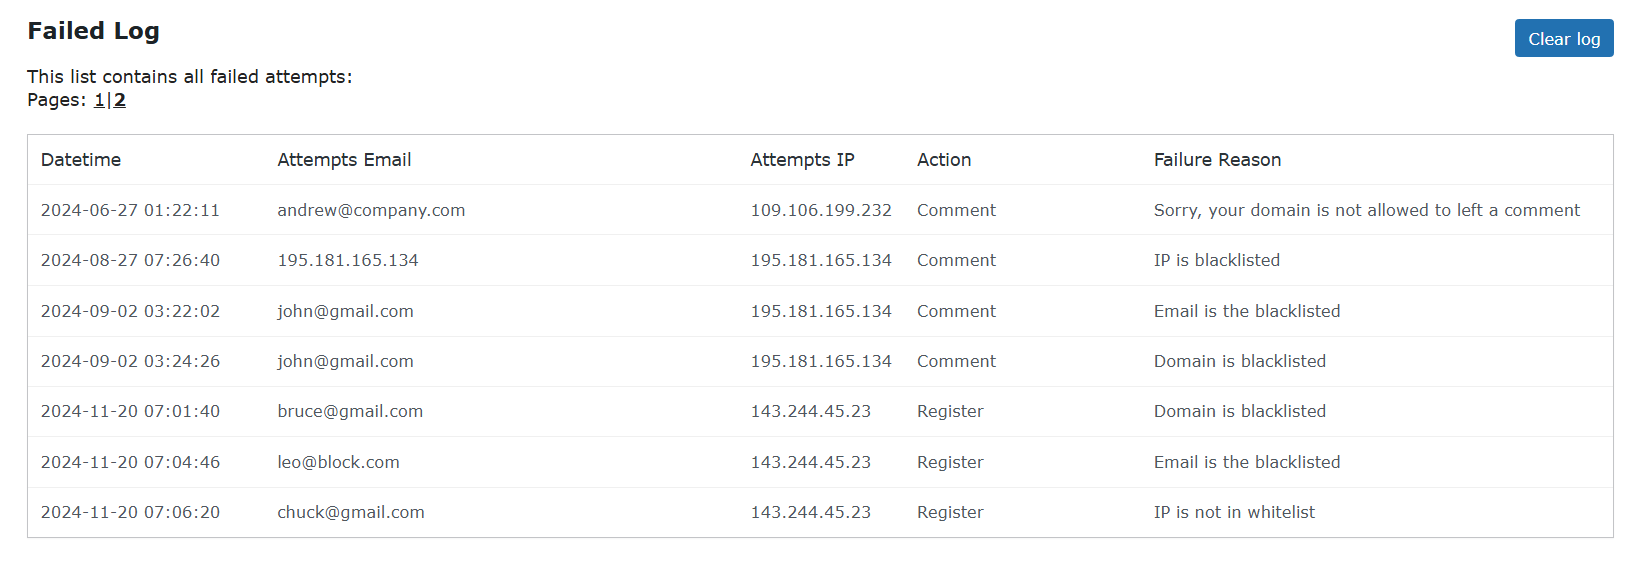 Failed Log
Clear log
This list contains all failed attempts:
Pages: 1|2
Datetime Attempts Email Attempts IP Action Failure Reason
2024-06-27 01:22:11 andrew@company.com 109.106.199.232 Comment Sorry, your domain is not allowed to left a comment
2024-08-27 07:26:40 195.181.165.134 195.181.165.134 Comment IP is blacklisted
2024-09-02 03:22:02 john@gmail.com 195.181.165.134 Comment Email is the blacklisted
2024-09-02 03:24:26 john@gmail.com 195.181.165.134 Comment Domain is blacklisted
2024-11-20 07:01:40 bruce@gmail.com 143.244.45.23 Register Domain is blacklisted
2024-11-20 07:04:46 leo@block.com 143.244.45.23 Register Email is the blacklisted
2024-11-20 07:06:20 chuck@gmail.com 143.244.45.23 Register IP is not in whitelist